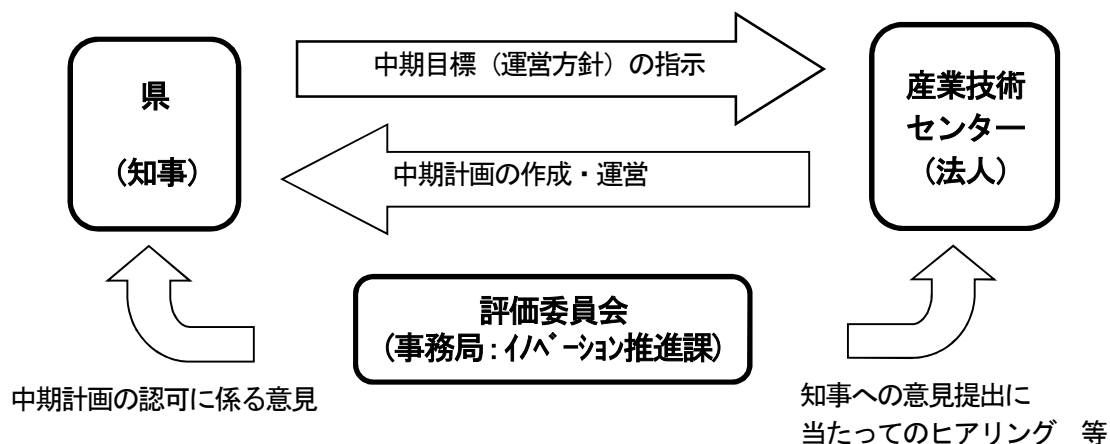 県
(知事)
中期目標（運営方針）の指示
産業技術
センター
(法人)
中期計画の作成・運営
評価委員会
(事務局：ｲﾉﾍﾞｰｼｮﾝ推進課)
中期計画の認可に係る意見
知事への意見提出に
当たってのヒアリング　等